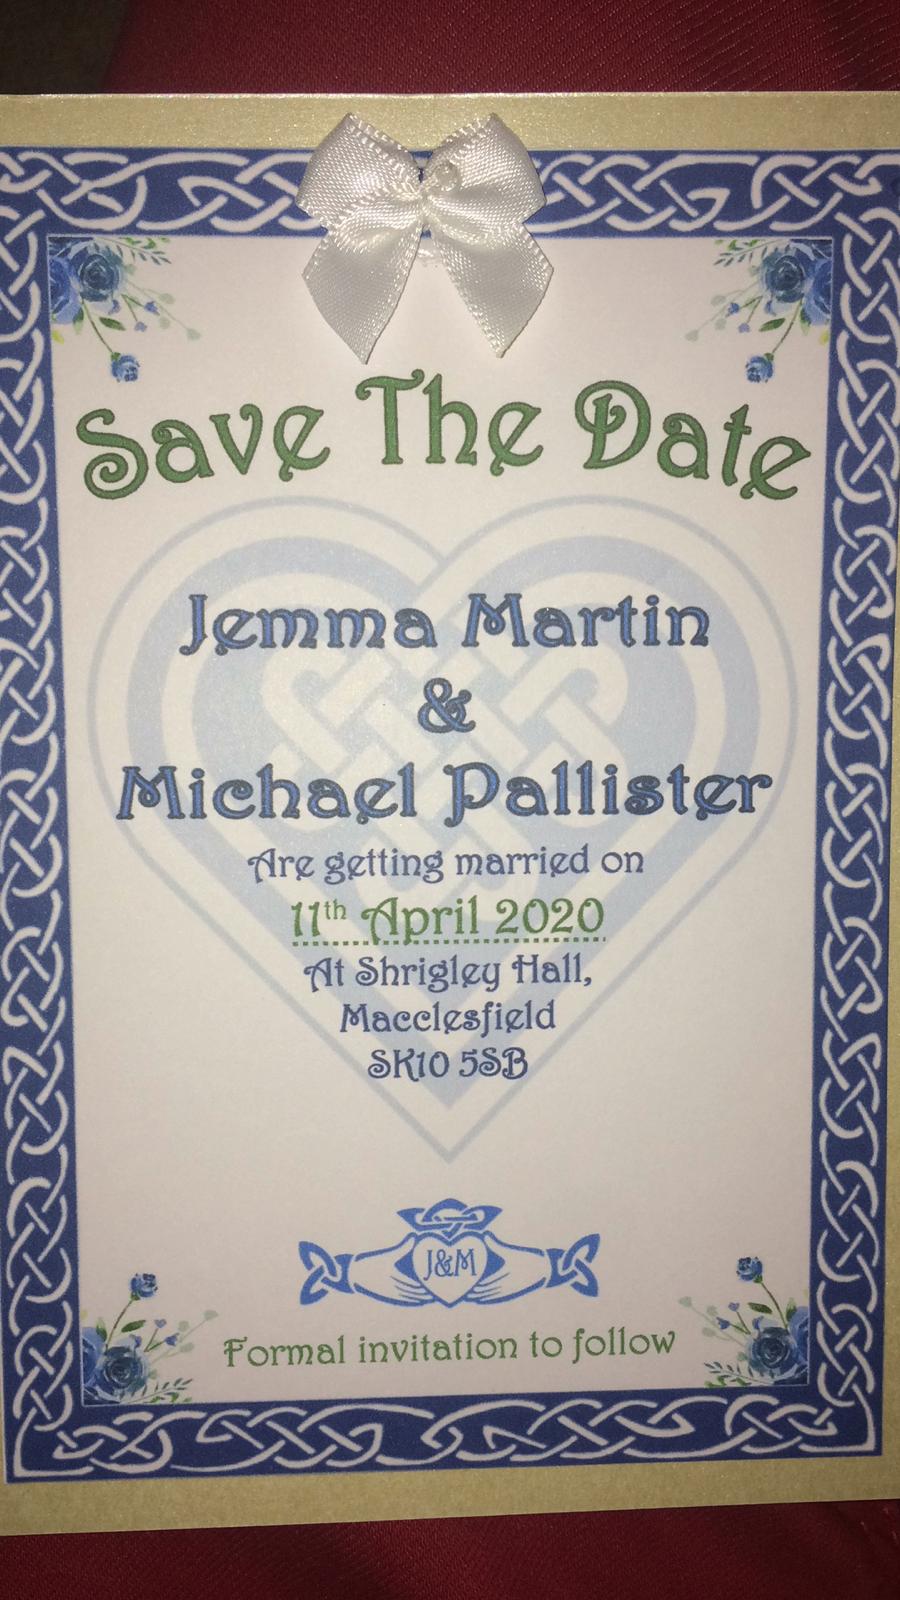 Save The Date
Jemma Martin
&
Michael Pallister
Are getting married on
11th April 2020
At Shrigley Hall,
Macclesfield
SK10 5SB
J&M
Formal invitation to follow